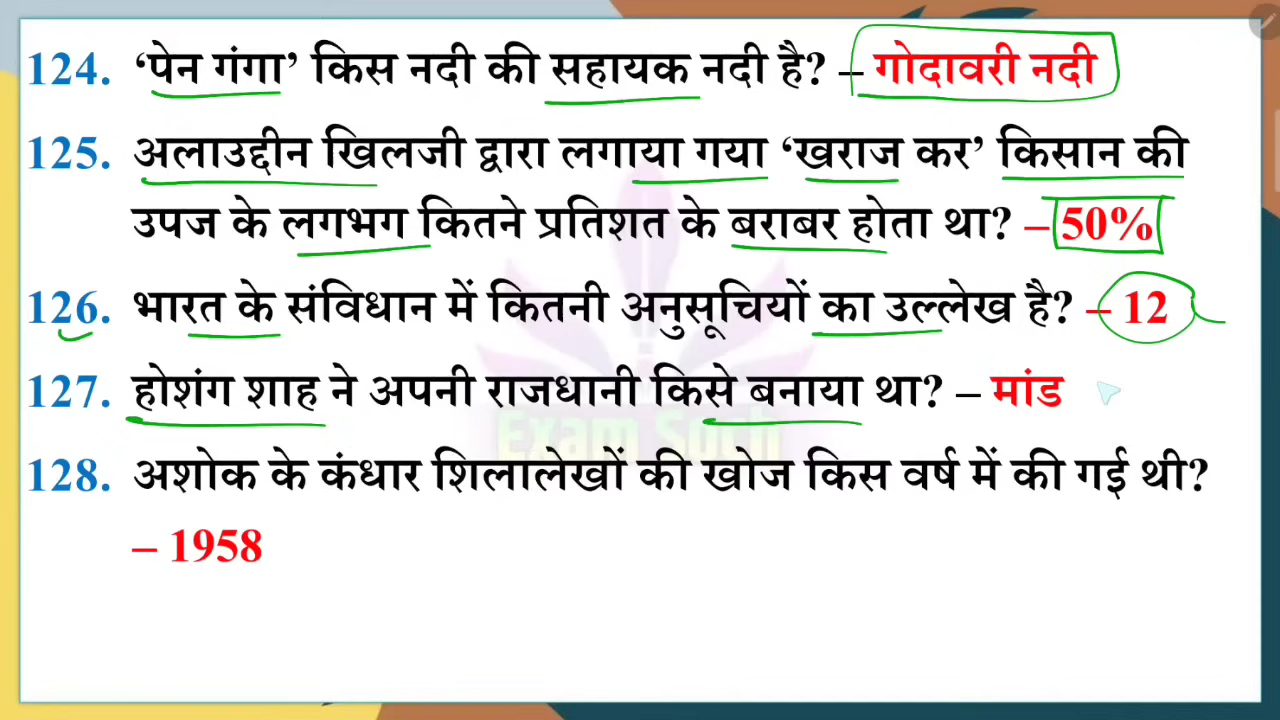 124. ‘पेन गंगा’ किस नदी की सहायक नदी है? – गोदावरी नदी
125. अलाउद्दीन खिलजी द्वारा लगाया गया ‘खराज कर’ किसान की
उपज के लगभग कितने प्रतिशत के बराबर होता था? – 50%
126. भारत के संविधान में कितनी अनुसूचियों का उल्लेख है? – 12
127. होशंग शाह ने अपनी राजधानी किसे बनाया था? – मांड
128. अशोक के कंधार शिलालेखों की खोज किस वर्ष में की गई थी?
– 1958
Exam Soch